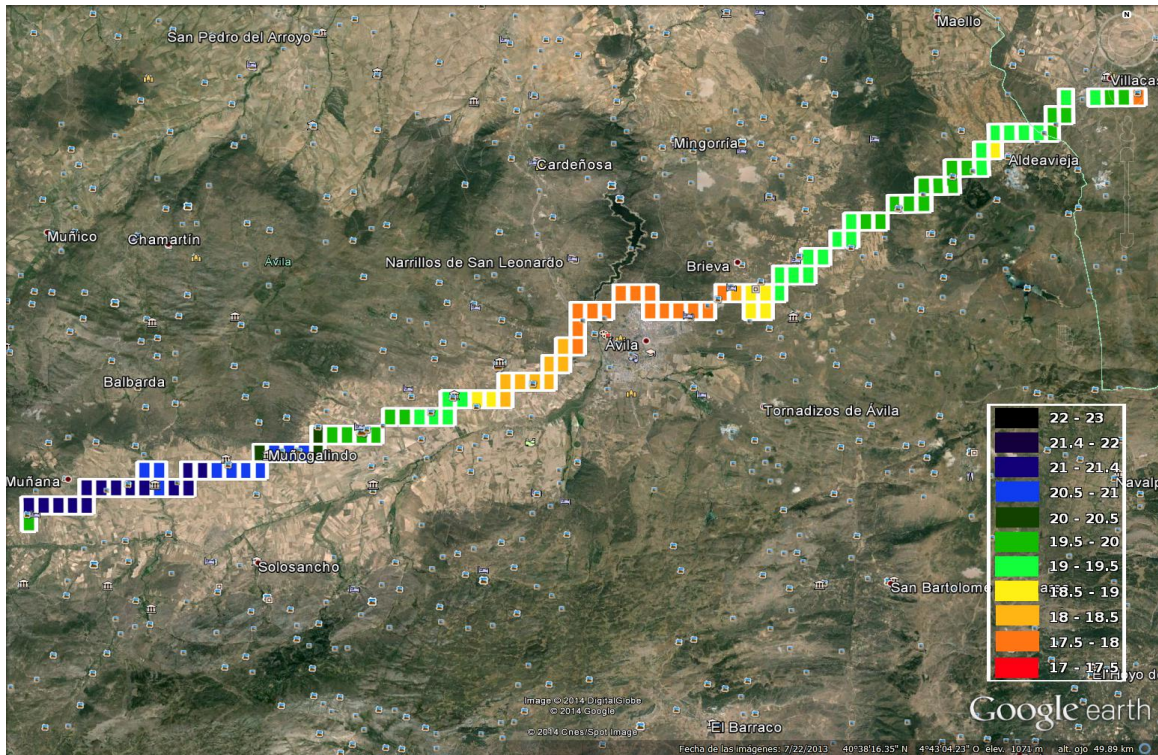 Maello
San Pedro del Arroyo
Villacas
Mingorría
Aldeavieja
Cardeñosa
Muñico
Chamartín
Ávila
Narrillos de San Leonardo
Brieva
Ávila
Balbarda
Tornadizos de Ávila
22 - 23
21.4 - 22
Muñogalindo
21 - 21.4
Muñana
Navalp
20.5 - 21
20 - 20.5
19.5 - 20
Solosancho
19 - 19.5
San Bartolome
ares
18.5 - 19
18 - 18.5
17.5 - 18
17 - 17.5
El Hoyo de
Image © 2014 DigitalGlobe
© 2014 Google
© 2014 Cnes/Spot Image
Google earth
El Barraco
Fecha de las imágenes: 7/22/2013 40°38'16.35" N 4°43'04.23" O elev. 1071 m alt. ojo 49.89 km